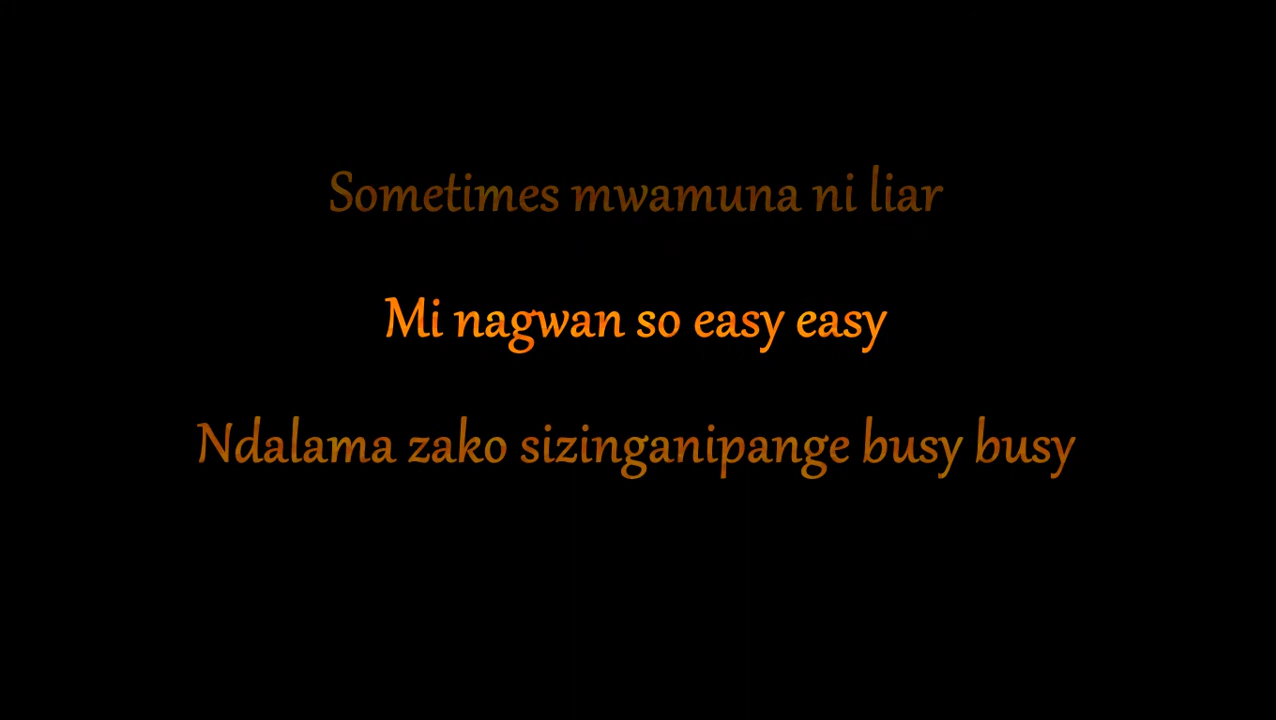 Sometimes mwamuna ni liar
Mi nagwan so easy easy
Ndalama zako sizinganipange busy busy